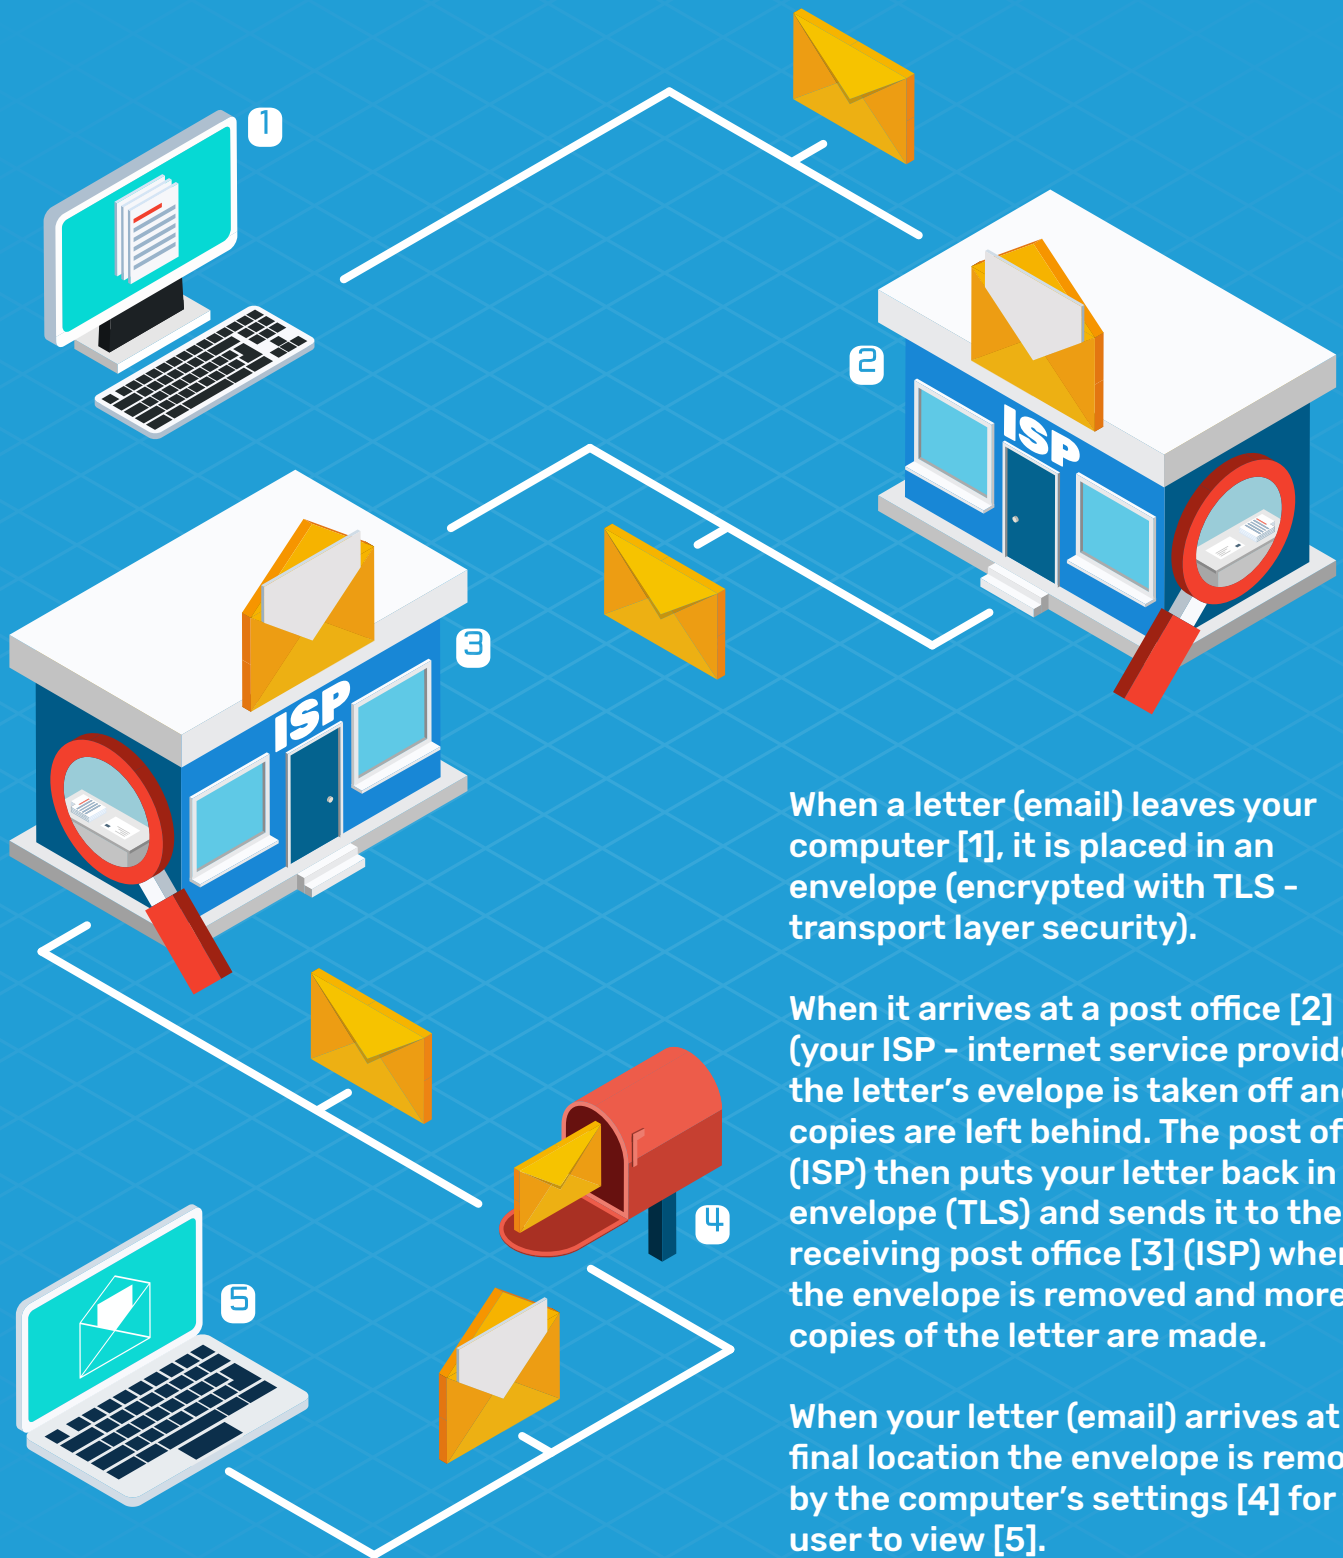 1
2
ISP
3
ISP
When a letter (email) leaves your
computer [1], it is placed in an
envelope (encrypted with TLS -
transport layer security).
When it arrives at a post office [2]
(your ISP - internet service provide
the letter's evelope is taken off an
copies are left behind. The post of
(ISP) then puts your letter back in
envelope (TLS) and sends it to the
receiving post office [3] (ISP) wher
the envelope is removed and more
copies of the letter are made.
When your letter (email) arrives at
final location the envelope is remo
by the computer's settings [4] for
user to view [5].
4
5